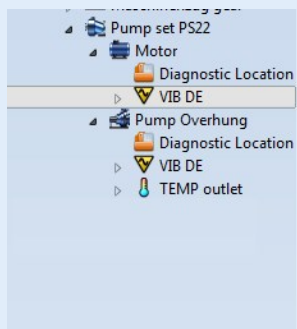 Pump set PS22
Motor
Diagnostic Location
VIB DE
Pump Overhung
Diagnostic Location
VIB DE
TEMP outlet